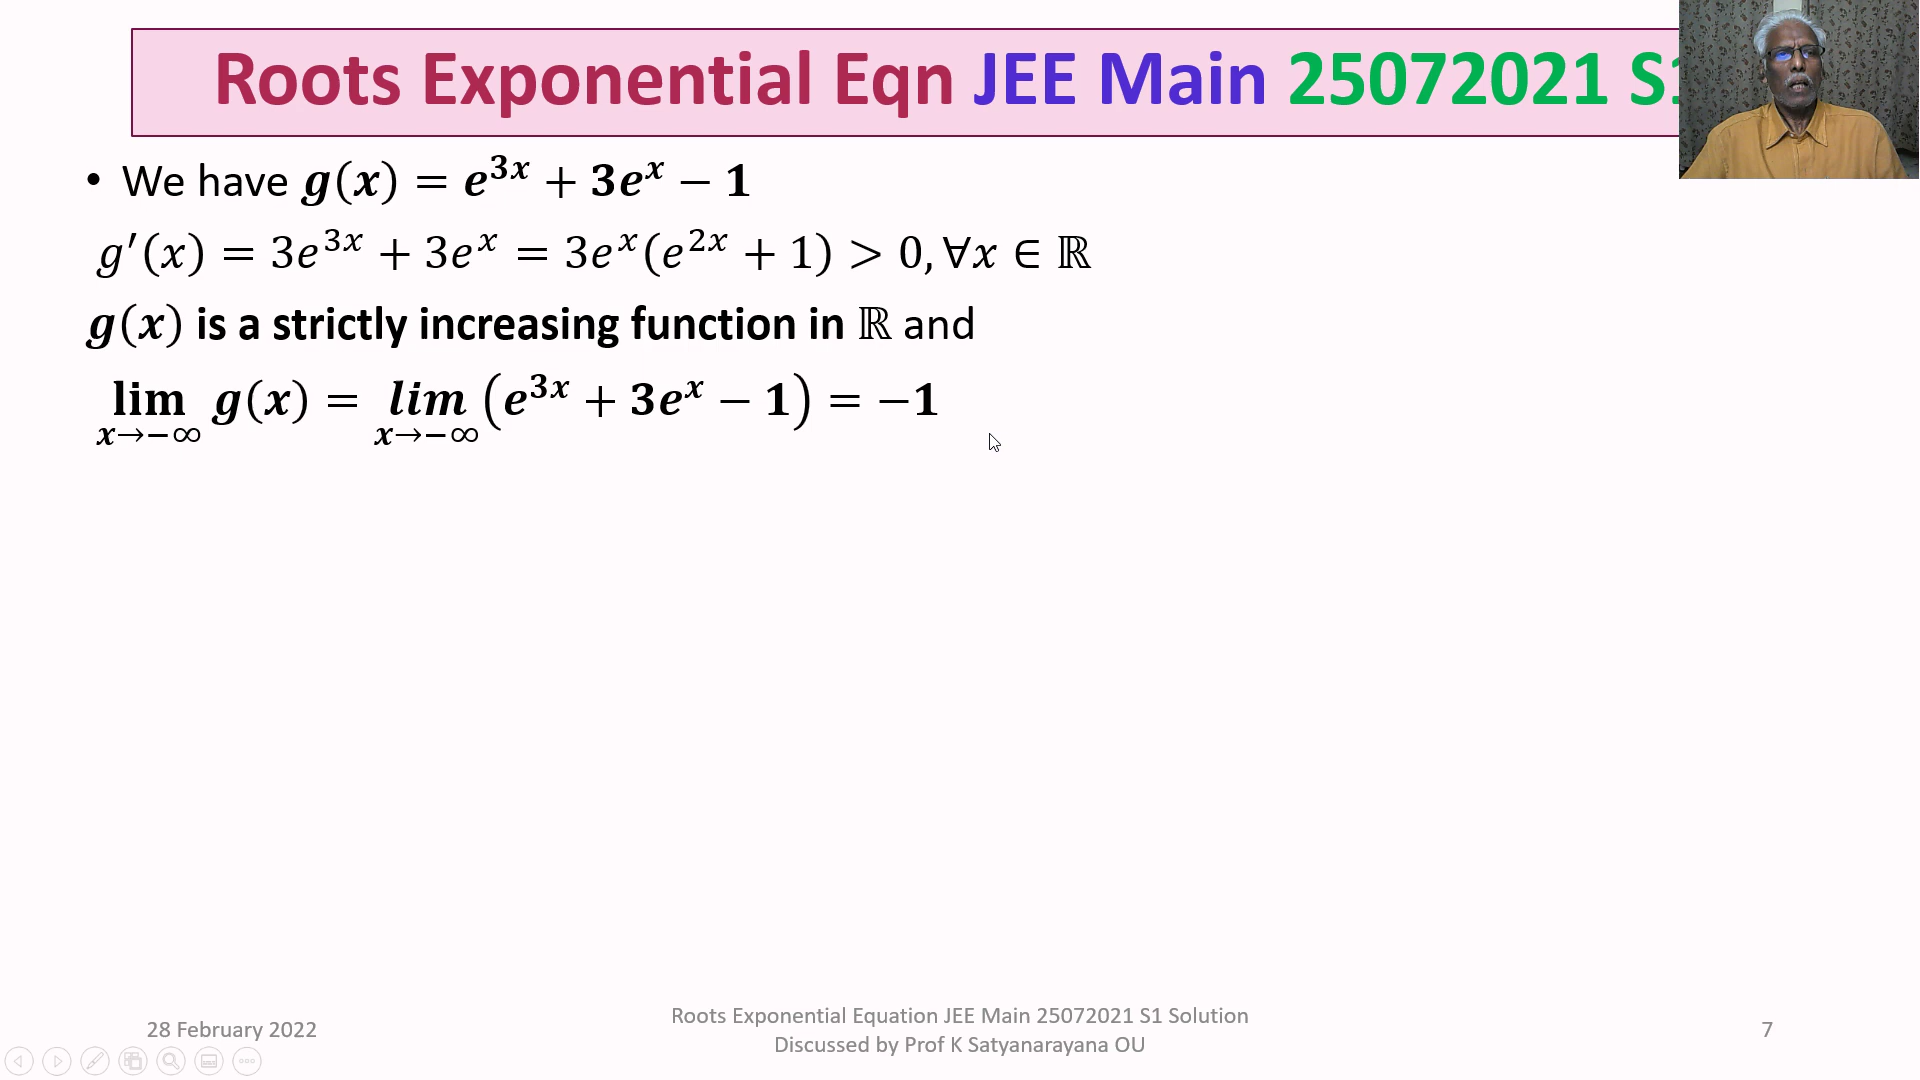 Roots Exponential Eqn JEE Main 25072021 S1
• We have g(x) = e^{3x} + 3e^x − 1
g′(x) = 3e^{3x} + 3e^x = 3e^x(e^{2x} + 1) > 0, ∀x ∈ ℝ
g(x) is a strictly increasing function in ℝ and
lim_{x→−∞} g(x) = lim_{x→−∞} (e^{3x} + 3e^x − 1) = −1
28 February 2022
Roots Exponential Equation JEE Main 25072021 S1 Solution
Discussed by Prof K Satyanarayana OU
7